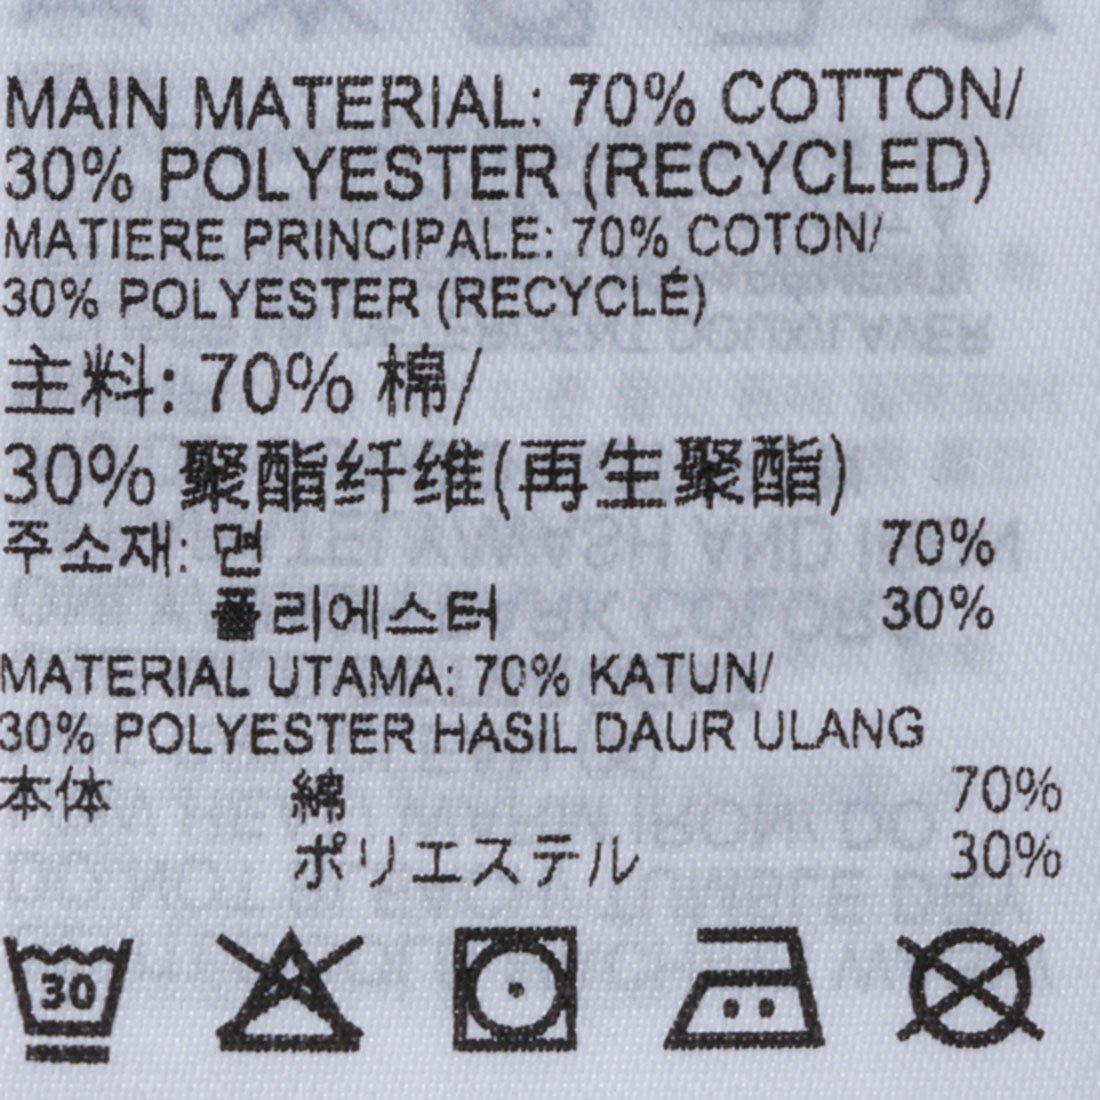 MAIN MATERIAL: 70% COTTON/
30% POLYESTER (RECYCLED)
MATIERE PRINCIPALE: 70% COTON/
30% POLYESTER (RECYCLÉ)
主料: 70% 棉/
30% 聚酯纤维(再生聚酯)
주소재: 면 70%
폴리에스터 30%
MATERIAL UTAMA: 70% KATUN/
30% POLYESTER HASIL DAUR ULANG
本体 綿 70%
ポリエステル 30%
30